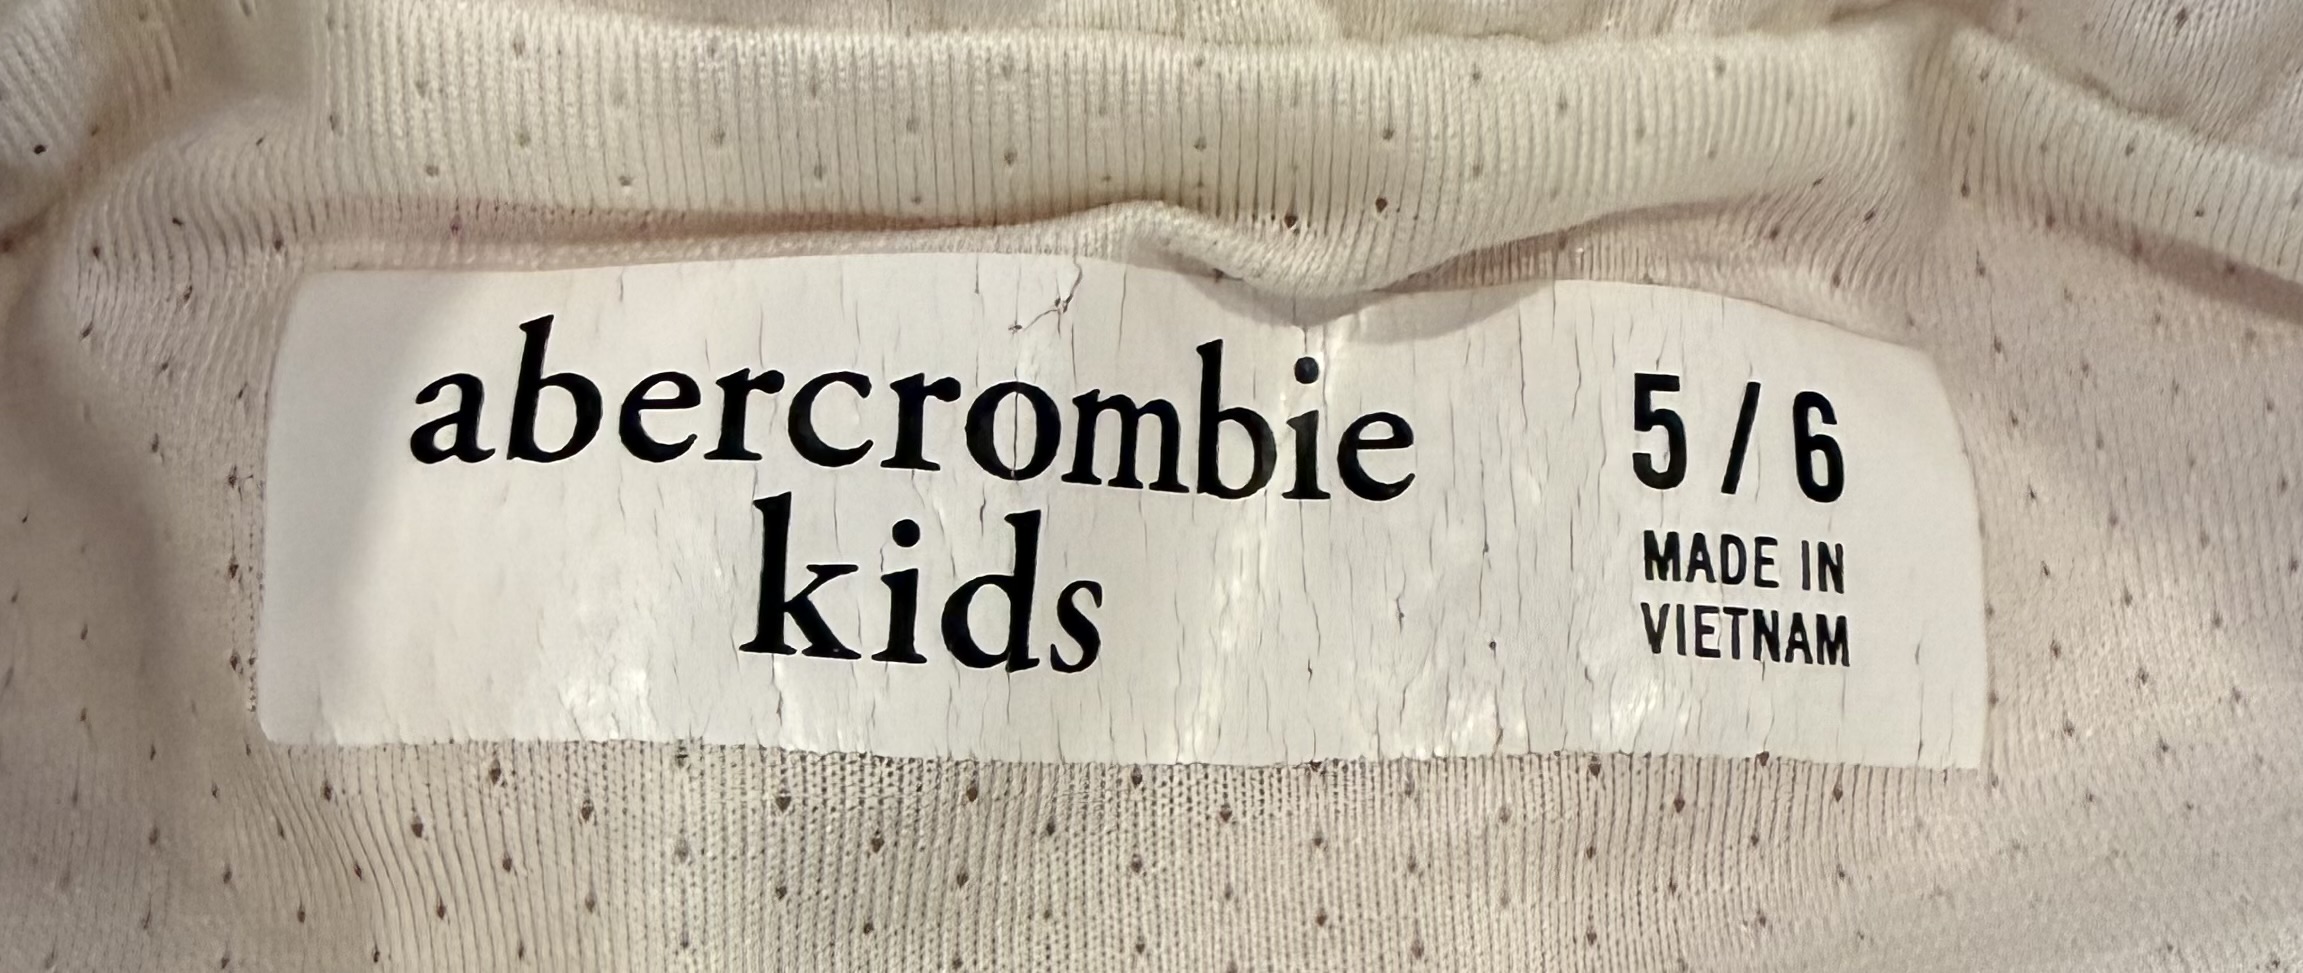 abercrombie
kids
5/6
MADE IN
VIETNAM